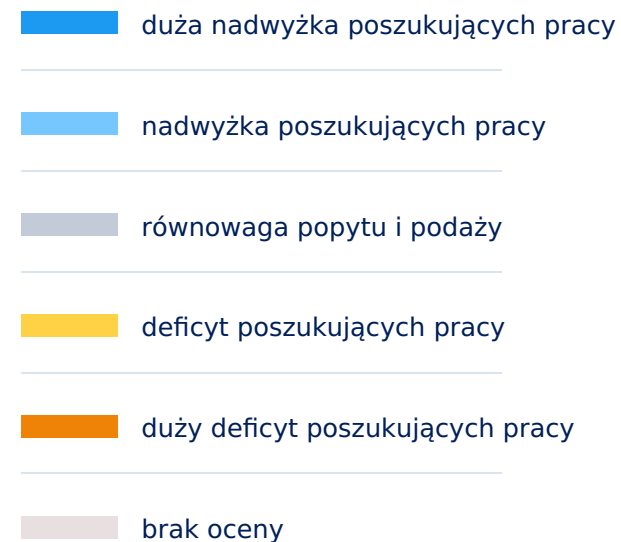 duża nadwyżka poszukujących pracy
nadwyżka poszukujących pracy
równowaga popytu i podaży
deficyt poszukujących pracy
duży deficyt poszukujących pracy
brak oceny